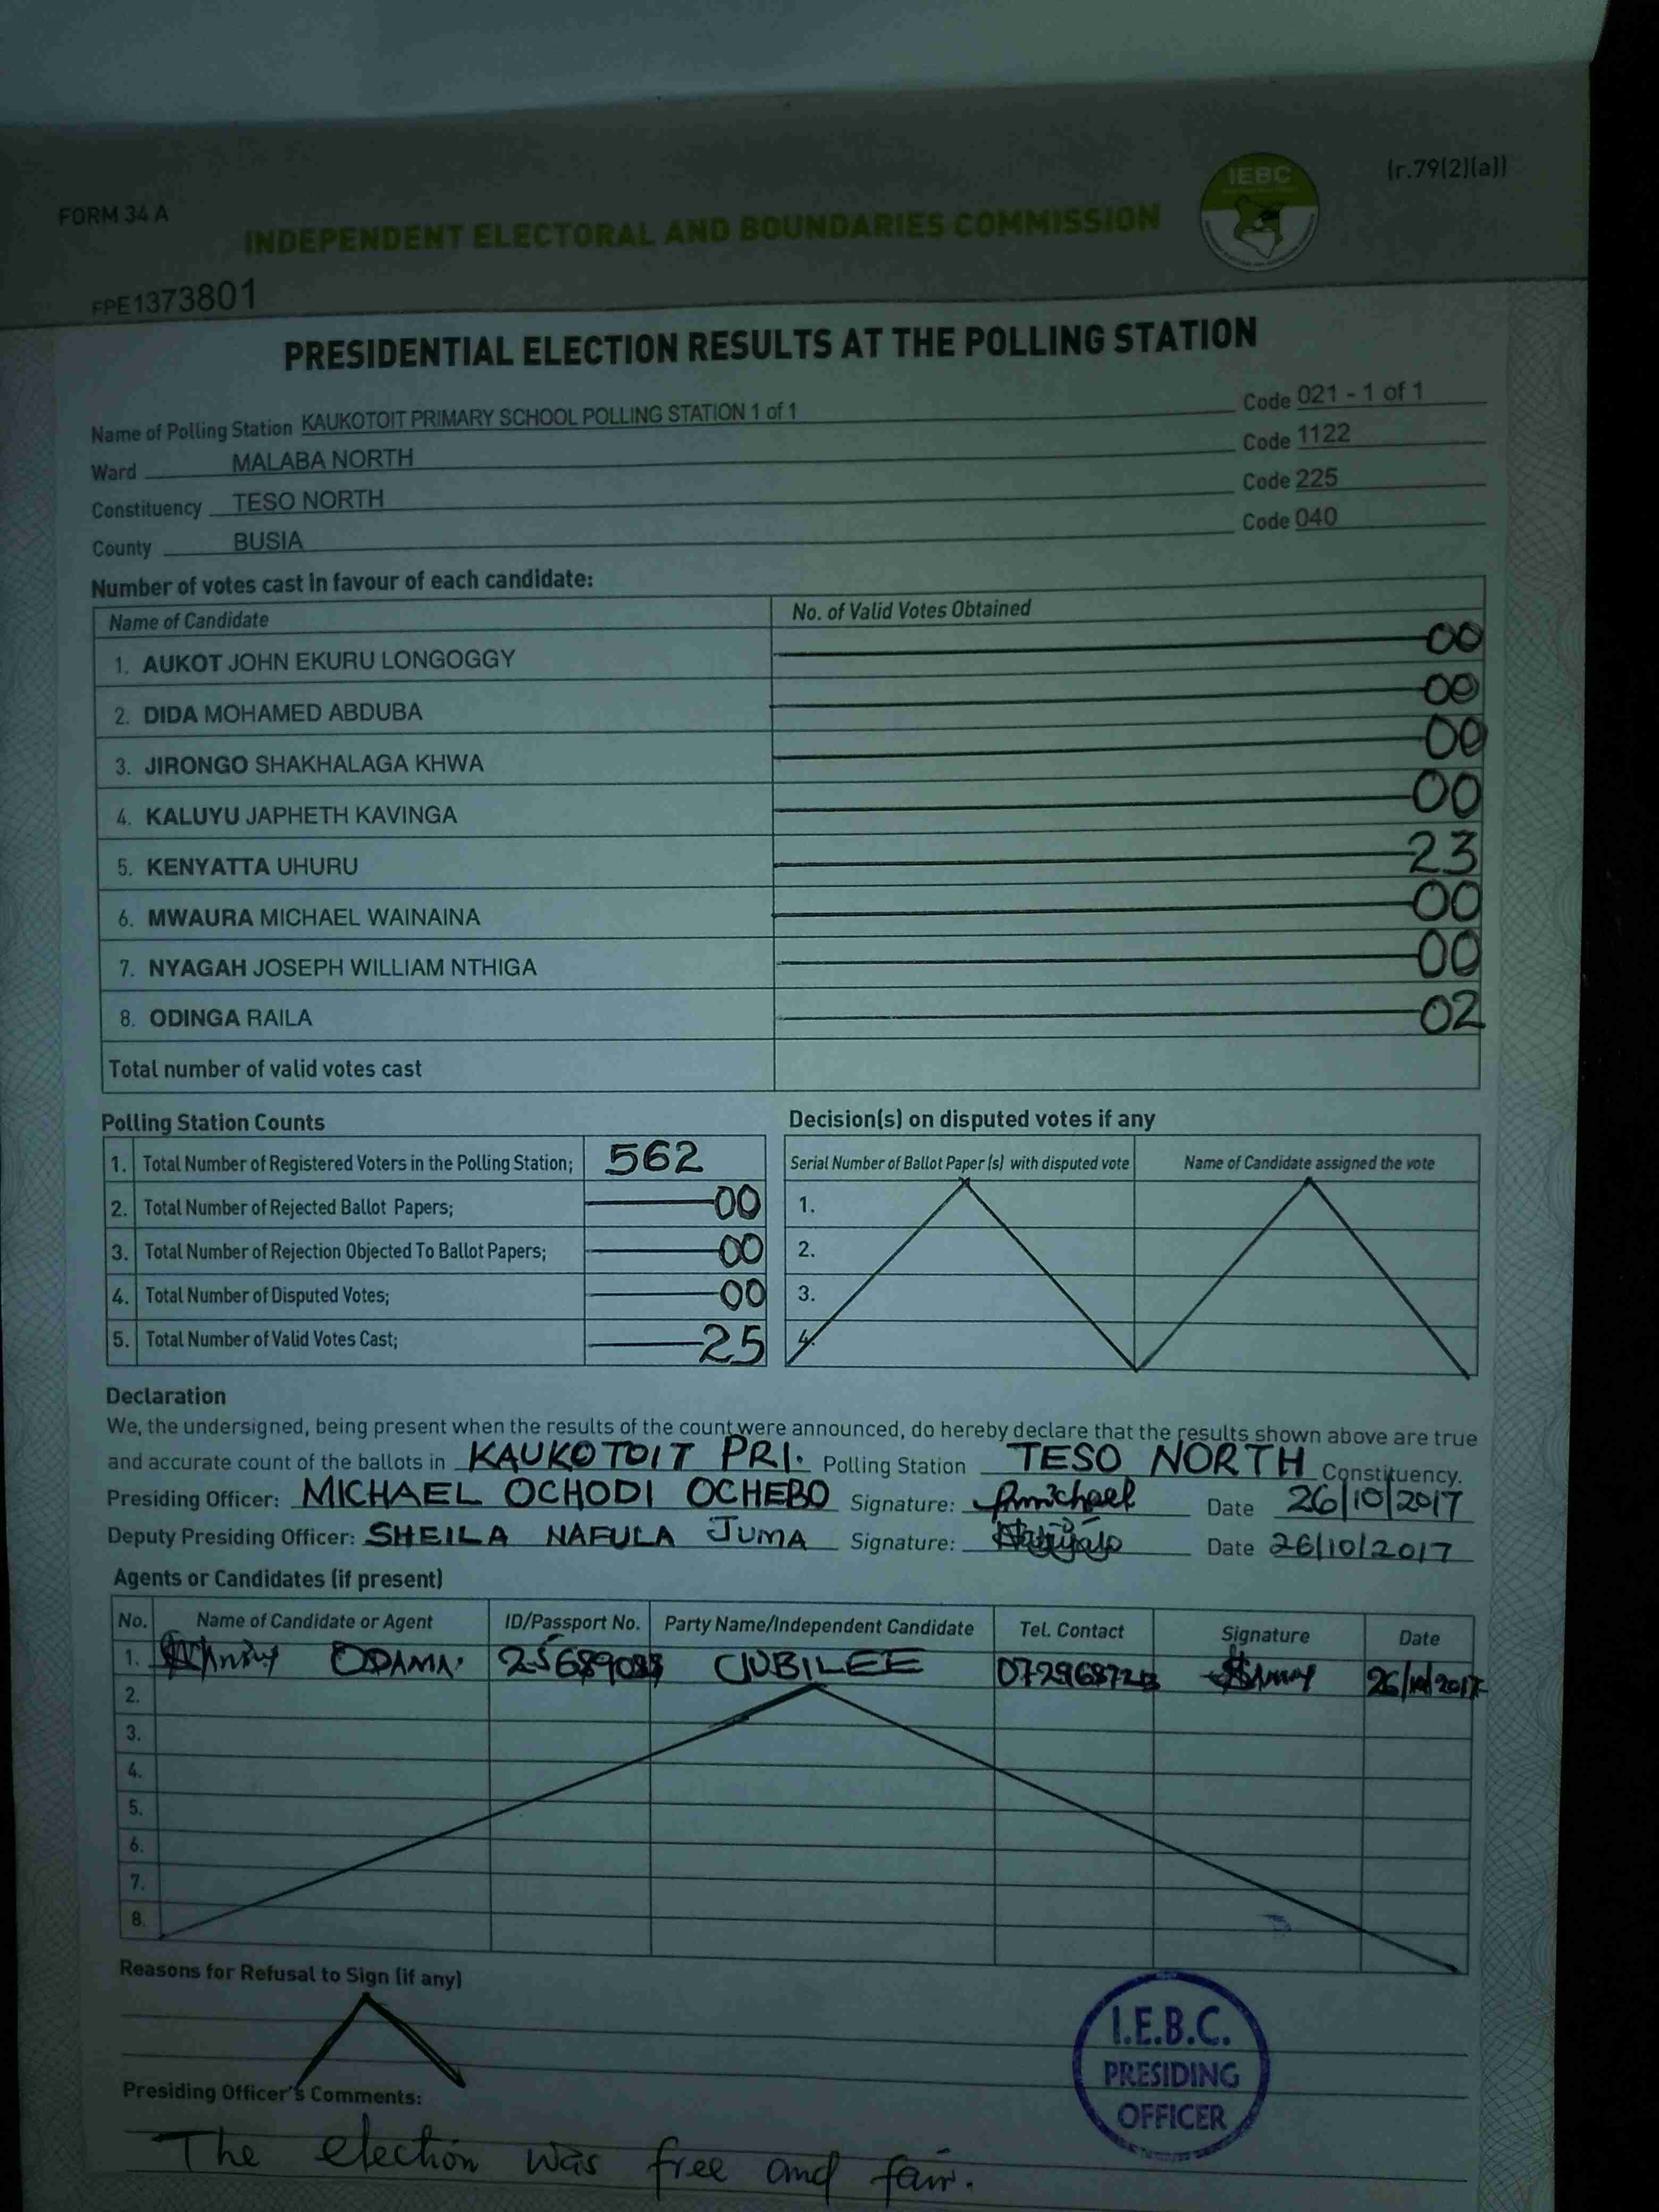 (r.79(2)(a))
IEBC
FORM 34 A
INDEPENDENT ELECTORAL AND BOUNDARIES COMMISSION
FPE1373801
PRESIDENTIAL ELECTION RESULTS AT THE POLLING STATION
Name of Polling Station KAUKOTOIT PRIMARY SCHOOL POLLING STATION 1 of 1 Code 021 - 1 of 1
Ward MALABA NORTH Code 1122
Constituency TESO NORTH Code 225
County BUSIA Code 040
Number of votes cast in favour of each candidate:
Name of Candidate No. of Valid Votes Obtained
1. AUKOT JOHN EKURU LONGOGGY 00
2. DIDA MOHAMED ABDUBA 00
3. JIRONGO SHAKHALAGA KHWA 00
4. KALUYU JAPHETH KAVINGA 00
5. KENYATTA UHURU 23
6. MWAURA MICHAEL WAINAINA 00
7. NYAGAH JOSEPH WILLIAM NTHIGA 00
8. ODINGA RAILA 02
Total number of valid votes cast
Polling Station Counts
1. Total Number of Registered Voters in the Polling Station; 562
2. Total Number of Rejected Ballot Papers; 00
3. Total Number of Rejection Objected To Ballot Papers; 00
4. Total Number of Disputed Votes; 00
5. Total Number of Valid Votes Cast; 25
Decision(s) on disputed votes if any
Serial Number of Ballot Paper (s) with disputed vote Name of Candidate assigned the vote
1.
2.
3.
4.
Declaration
We, the undersigned, being present when the results of the count were announced, do hereby declare that the results shown above are true
and accurate count of the ballots in KAUKOTOIT PRI. Polling Station TESO NORTH Constituency.
Presiding Officer: MICHAEL OCHODI OCHEBO Signature: Date 26/10/2017
Deputy Presiding Officer: SHEILA NAFULA JUMA Signature: Date 26/10/2017
Agents or Candidates (if present)
No. Name of Candidate or Agent ID/Passport No. Party Name/Independent Candidate Tel. Contact Signature Date
1. ODAMA JUBILEE 26/10/2017
2.
3.
4.
5.
6.
7.
8.
Reasons for Refusal to Sign (if any)
I.E.B.C.
PRESIDING
OFFICER
Presiding Officer's Comments:
The election was free and fair.